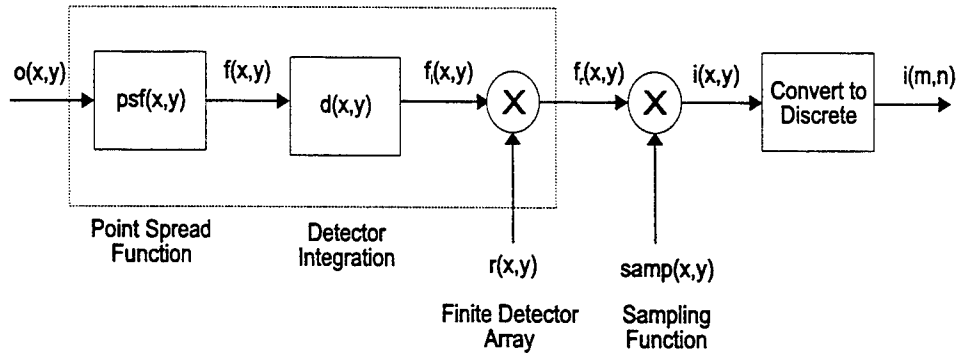 o(x,y)
psf(x,y)
f(x,y)
d(x,y)
fᵢ(x,y)
X
fᵣ(x,y)
X
i(x,y)
Convert to
Discrete
i(m,n)
Point Spread
Function
Detector
Integration
r(x,y)
Finite Detector
Array
samp(x,y)
Sampling
Function